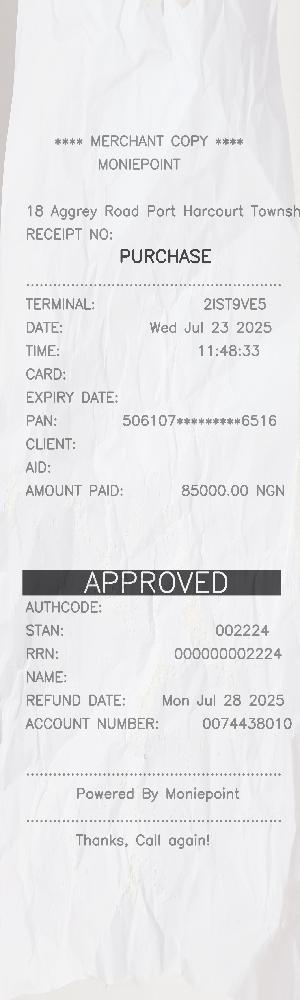 **** MERCHANT COPY ****
MONIEPOINT
18 Aggrey Road Port Harcourt Townsh
RECEIPT NO:
PURCHASE
TERMINAL: 2IST9VE5
DATE: Wed Jul 23 2025
TIME: 11:48:33
CARD:
EXPIRY DATE:
PAN: 506107*********6516
CLIENT:
AID:
AMOUNT PAID: 85000.00 NGN
APPROVED
AUTHCODE:
STAN: 002224
RRN: 000000002224
NAME:
REFUND DATE: Mon Jul 28 2025
ACCOUNT NUMBER: 0074438010
Powered By Moniepoint
Thanks, Call again!